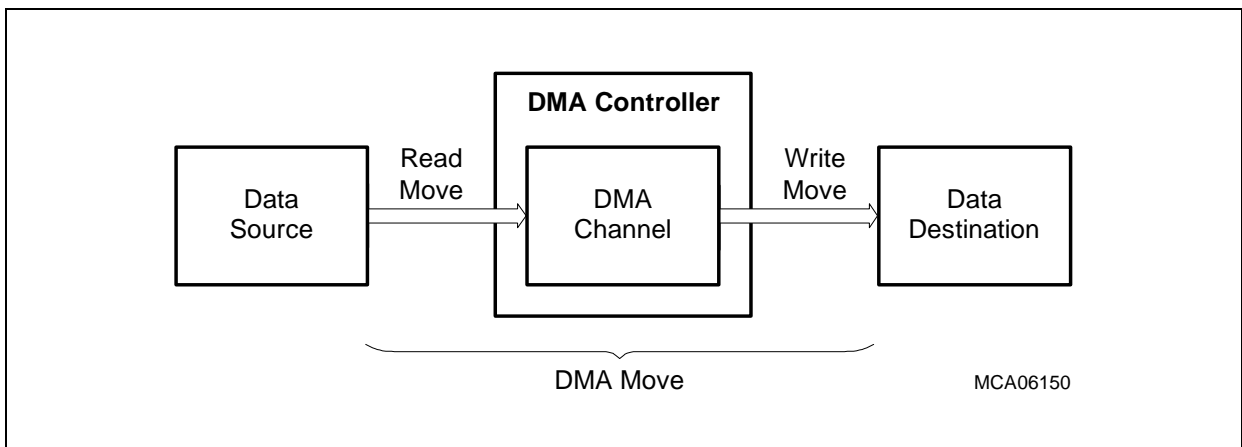 DMA Controller
Read
Move
Write
Move
Data
Source
DMA
Channel
Data
Destination
DMA Move
MCA06150